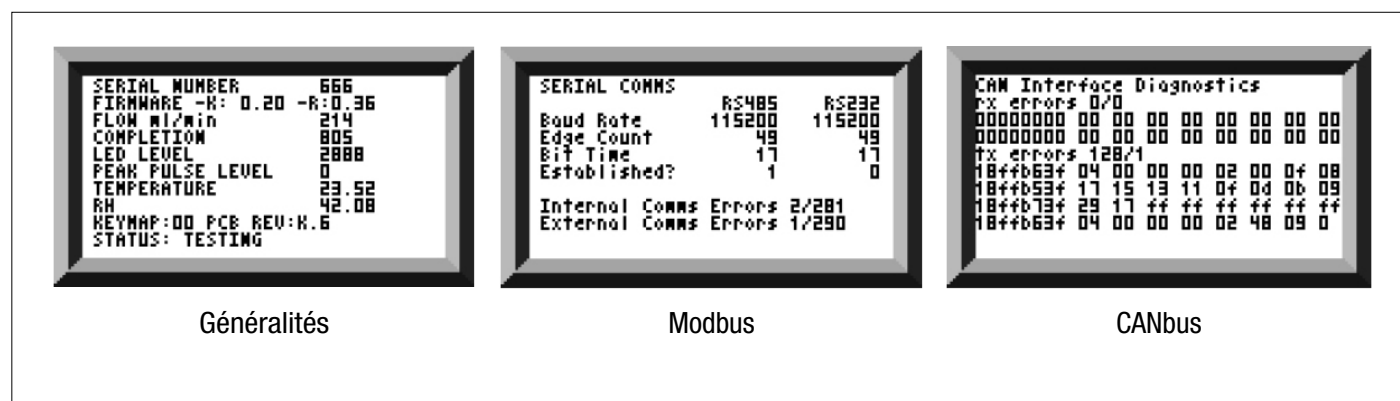 SERIAL NUMBER 666
FIRMWARE -K: 0.20 -R:0.36
FLOW ml/min 214
COMPLETION 805
LED LEVEL 2888
PEAK PULSE LEVEL 0
TEMPERATURE 23.52
RH 42.08
KEYMAP:00 PCB REV:K.6
STATUS: TESTING
Généralités
SERIAL COMMS
RS485 RS232
Baud Rate 115200 115200
Edge Count 49 49
Bit Time 17 17
Established? 1 0
Internal Comms Errors 2/281
External Comms Errors 1/290
Modbus
CAN Interface Diagnostics
rx errors 0/0
00000000 00 00 00 00 00 00 00 00
00000000 00 00 00 00 00 00 00 00
tx errors 128/1
18ffb63f 04 00 00 00 02 00 0f 08
18ffb53f 17 15 13 11 0f 0d 0b 09
18ffb73f 29 17 ff ff ff ff ff ff
18ffb63f 04 00 00 00 02 48 09 0
CANbus